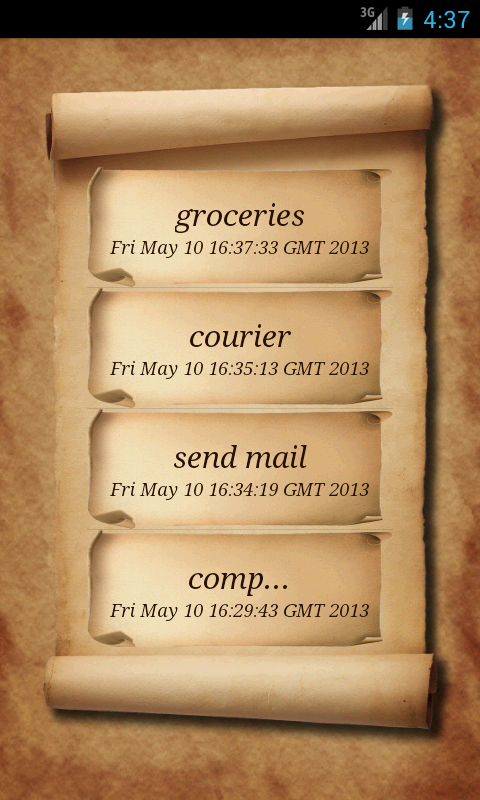 3G 4:37
groceries
Fri May 10 16:37:33 GMT 2013
courier
Fri May 10 16:35:13 GMT 2013
send mail
Fri May 10 16:34:19 GMT 2013
comp...
Fri May 10 16:29:43 GMT 2013